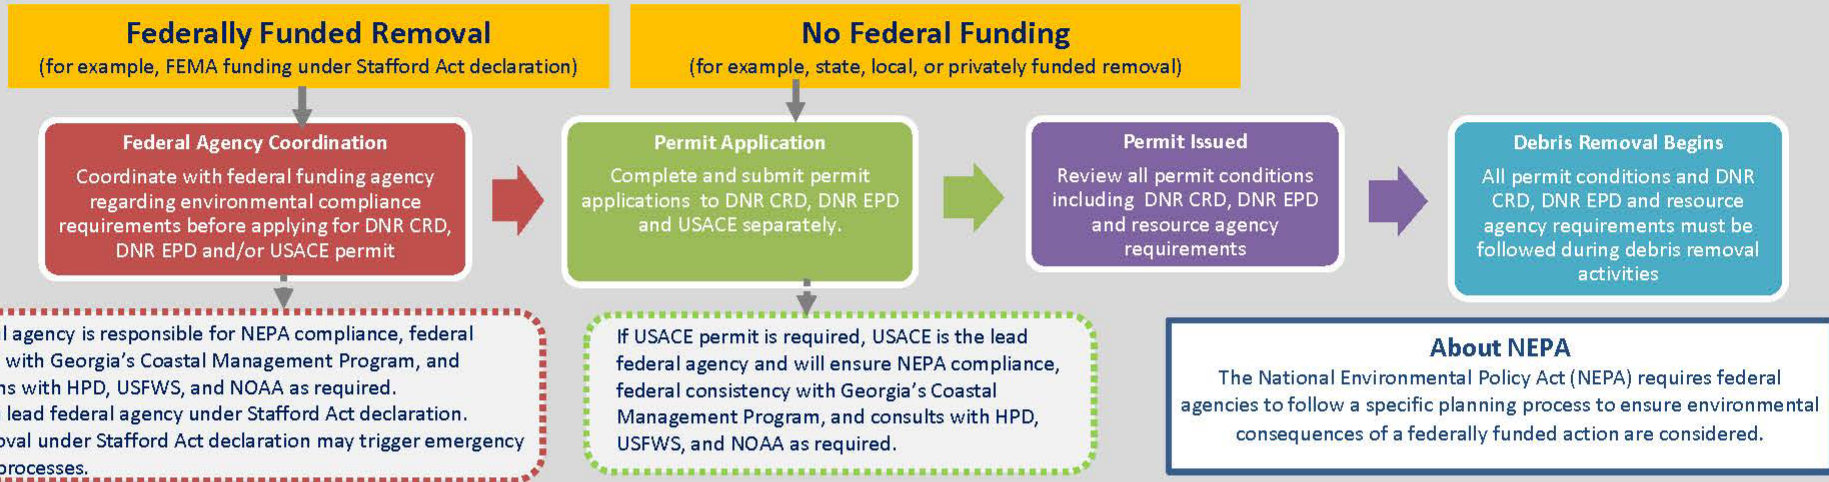 Federally Funded Removal
(for example, FEMA funding under Stafford Act declaration)
No Federal Funding
(for example, state, local, or privately funded removal)
Federal Agency Coordination
Coordinate with federal funding agency
regarding environmental compliance
requirements before applying for DNR CRD,
DNR EPD and/or USACE permit
Permit Application
Complete and submit permit
applications to DNR CRD, DNR EPD
and USACE separately.
Permit Issued
Review all permit conditions
including DNR CRD, DNR EPD
and resource agency
requirements
Debris Removal Begins
All permit conditions and DNR
CRD, DNR EPD and resource
agency requirements must be
followed during debris removal
activities
agency is responsible for NEPA compliance, federal
with Georgia's Coastal Management Program, and
with HPD, USFWS, and NOAA as required.
lead federal agency under Stafford Act declaration.
under Stafford Act declaration may trigger emergency
processes.
If USACE permit is required, USACE is the lead
federal agency and will ensure NEPA compliance,
federal consistency with Georgia's Coastal
Management Program, and consults with HPD,
USFWS, and NOAA as required.
About NEPA
The National Environmental Policy Act (NEPA) requires federal
agencies to follow a specific planning process to ensure environmental
consequences of a federally funded action are considered.